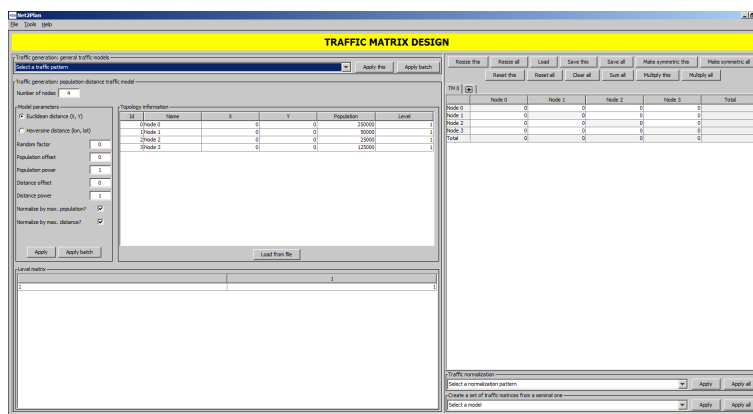 Net2Plan
File Tools Help
TRAFFIC MATRIX DESIGN
Traffic generation: general traffic models
Select a traffic pattern
Apply this Apply batch
Traffic generation: population-distance traffic model
Number of nodes 4
Model parameters
Euclidean distance (X, Y)
Haversine distance (lon, lat)
Random factor 0
Population offset 0
Population power 1
Distance offset 0
Distance power 1
Normalize by max. population?
Normalize by max. distance?
Apply Apply batch
Topology information
Id Name X Y Population Level
0 Node 0 0 0 250000 1
1 Node 1 0 0 50000 1
2 Node 2 0 0 25000 1
3 Node 3 0 0 125000 1
Load from file
Level matrix
1
1 1
Resize this Resize all Load Save this Save all Make symmetric this Make symmetric all
Reset this Reset all Clear all Sum all Multiply this Multiply all
TM 0
Node 0 Node 1 Node 2 Node 3 Total
Node 0 0 0 0 0 0
Node 1 0 0 0 0 0
Node 2 0 0 0 0 0
Node 3 0 0 0 0 0
Total 0 0 0 0 0
Traffic normalization
Select a normalization pattern
Apply Apply all
Create a set of traffic matrices from a seminal one
Select a model
Apply Apply all